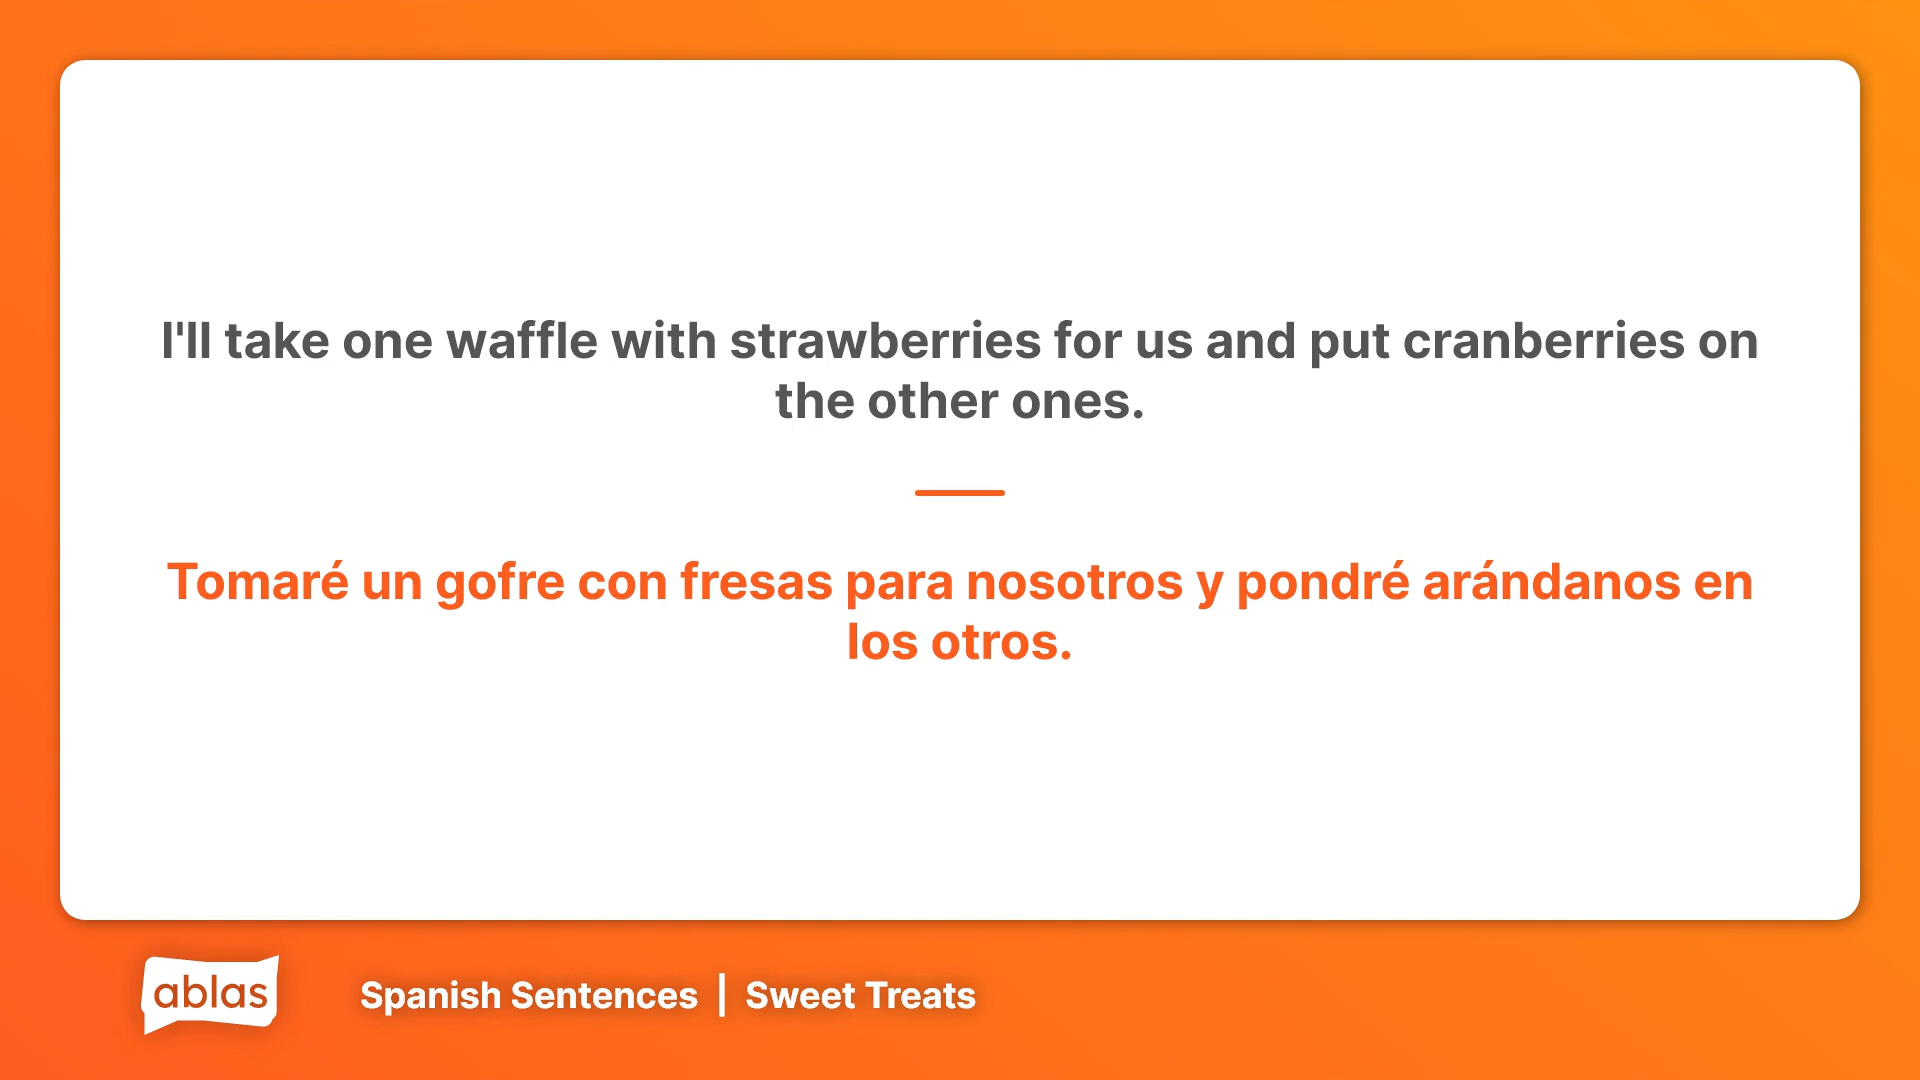 I'll take one waffle with strawberries for us and put cranberries on
the other ones.
Tomaré un gofre con fresas para nosotros y pondré arándanos en
los otros.
ablas
Spanish Sentences | Sweet Treats